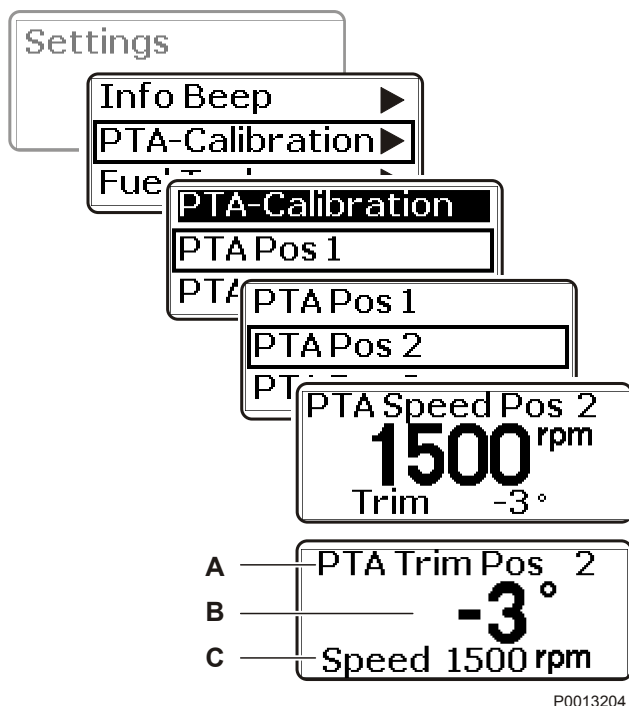 Settings
Info Beep
PTA-Calibration
PTA-Calibration
PTA Pos 1
PTA Pos 1
PTA Pos 2
PTA Speed Pos 2
1500 rpm
Trim -3°
A PTA Trim Pos 2
B -3°
C Speed 1500 rpm
P0013204